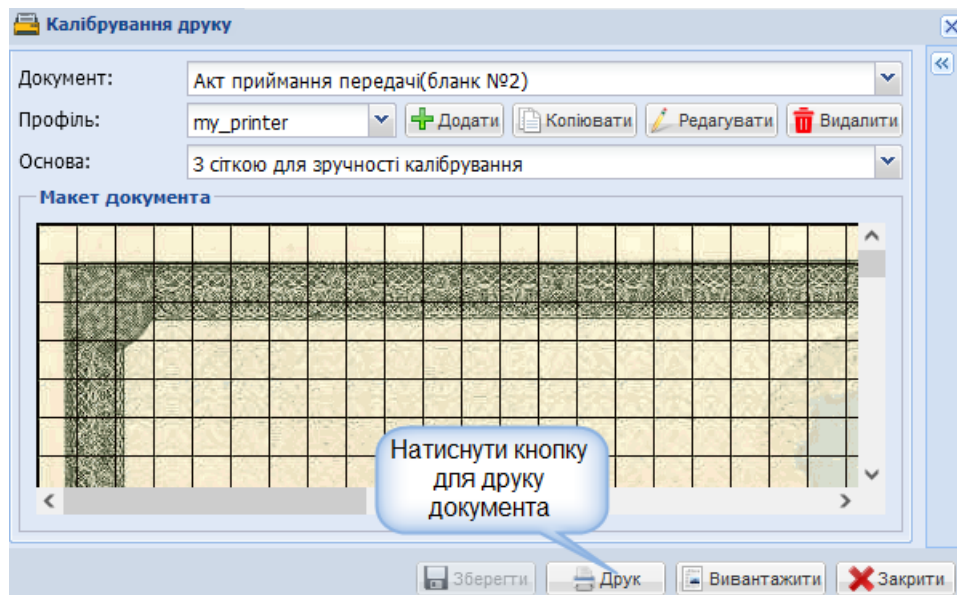 Калібрування друку
Документ: Акт приймання передачі(бланк №2)
Профіль: my_printer Додати Копіювати Редагувати Видалити
Основа: З сіткою для зручності калібрування
Макет документа
Натиснути кнопку
для друку
документа
Зберегти Друк Вивантажити Закрити